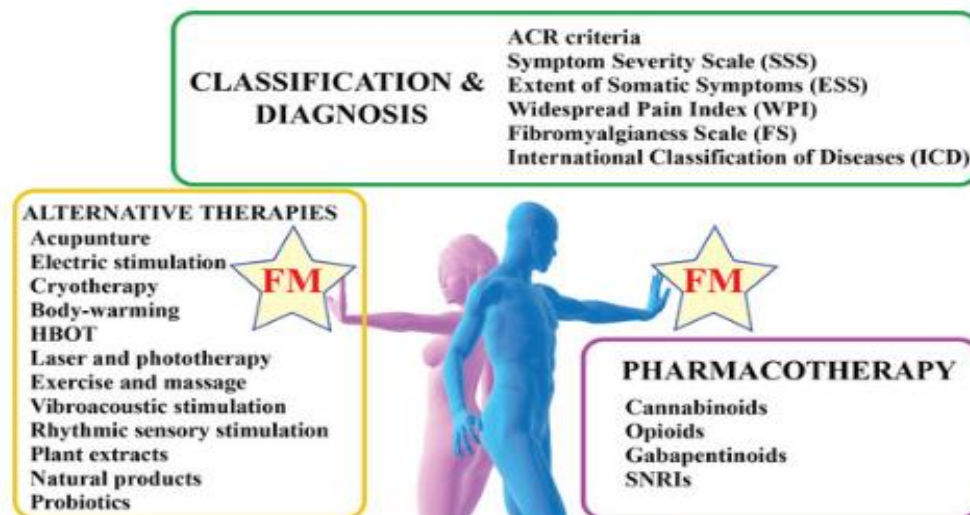 CLASSIFICATION &
DIAGNOSIS
ACR criteria
Symptom Severity Scale (SSS)
Extent of Somatic Symptoms (ESS)
Widespread Pain Index (WPI)
Fibromyalgianess Scale (FS)
International Classification of Diseases (ICD)
ALTERNATIVE THERAPIES
Acupunture
Electric stimulation
Cryotherapy
Body-warming
HBOT
Laser and phototherapy
Exercise and massage
Vibroacoustic stimulation
Rhythmic sensory stimulation
Plant extracts
Natural products
Probiotics
FM
FM
PHARMACOTHERAPY
Cannabinoids
Opioids
Gabapentinoids
SNRIs